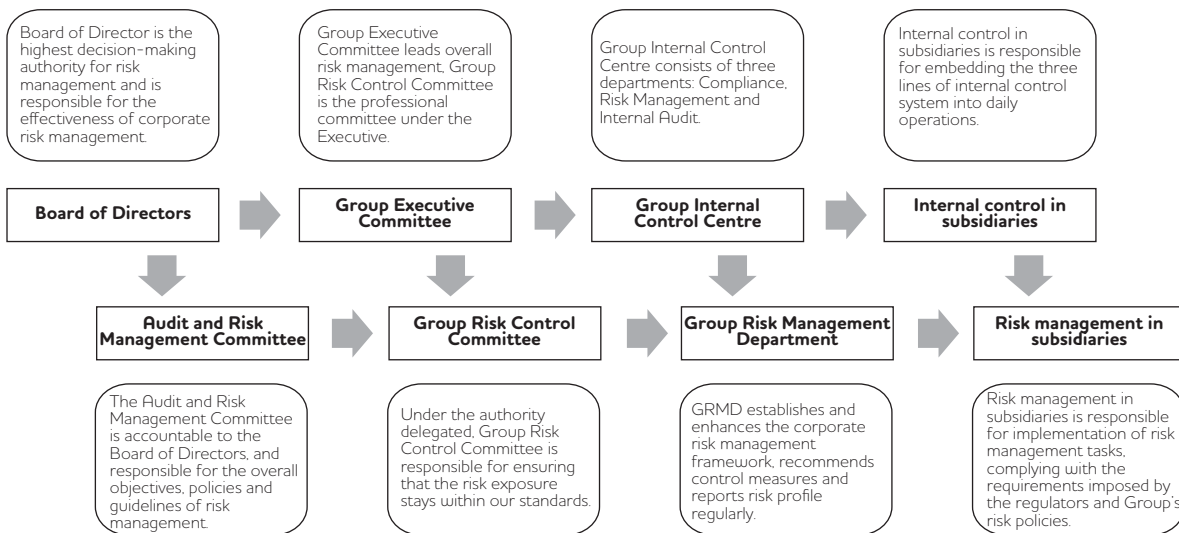 Board of Director is the
highest decision-making
authority for risk
management and is
responsible for the
effectiveness of corporate
risk management.
Group Executive
Committee leads overall
risk management, Group
Risk Control Committee
is the professional
committee under the
Executive.
Group Internal Control
Centre consists of three
departments: Compliance,
Risk Management and
Internal Audit.
Internal control in
subsidiaries is responsible
for embedding the three
lines of internal control
system into daily
operations.
Board of Directors
Group Executive
Committee
Group Internal
Control Centre
Internal control in
subsidiaries
Audit and Risk
Management Committee
Group Risk Control
Committee
Group Risk Management
Department
Risk management in
subsidiaries
The Audit and Risk
Management Committee
is accountable to the
Board of Directors, and
responsible for the overall
objectives, policies and
guidelines of risk
management.
Under the authority
delegated, Group Risk
Control Committee is
responsible for ensuring
that the risk exposure
stays within our standards.
GRMD establishes and
enhances the corporate
risk management
framework, recommends
control measures and
reports risk profile
regularly.
Risk management in
subsidiaries is responsible
for implementation of risk
management tasks,
complying with the
requirements imposed by
the regulators and Group's
risk policies.